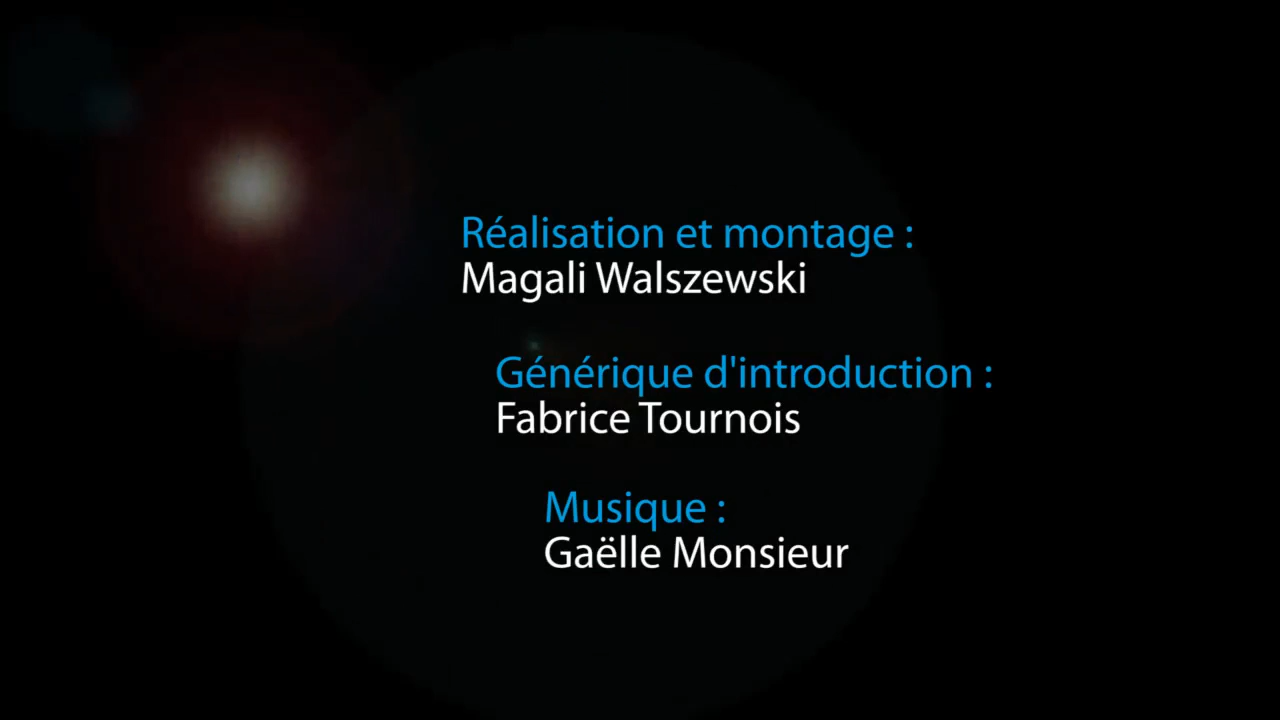 Réalisation et montage :
Magali Walszewski
Générique d'introduction :
Fabrice Tournois
Musique :
Gaëlle Monsieur